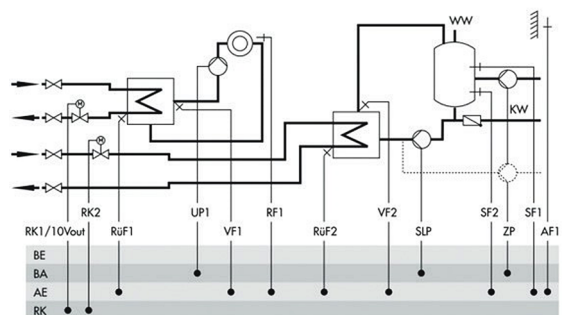 WW
M
KW
M
RK2 UP1 RF1 VF2 SF2 SF1
RK1/10Vout RüF1 VF1 RüF2 SLP ZP AF1
BE
BA
AE
RK